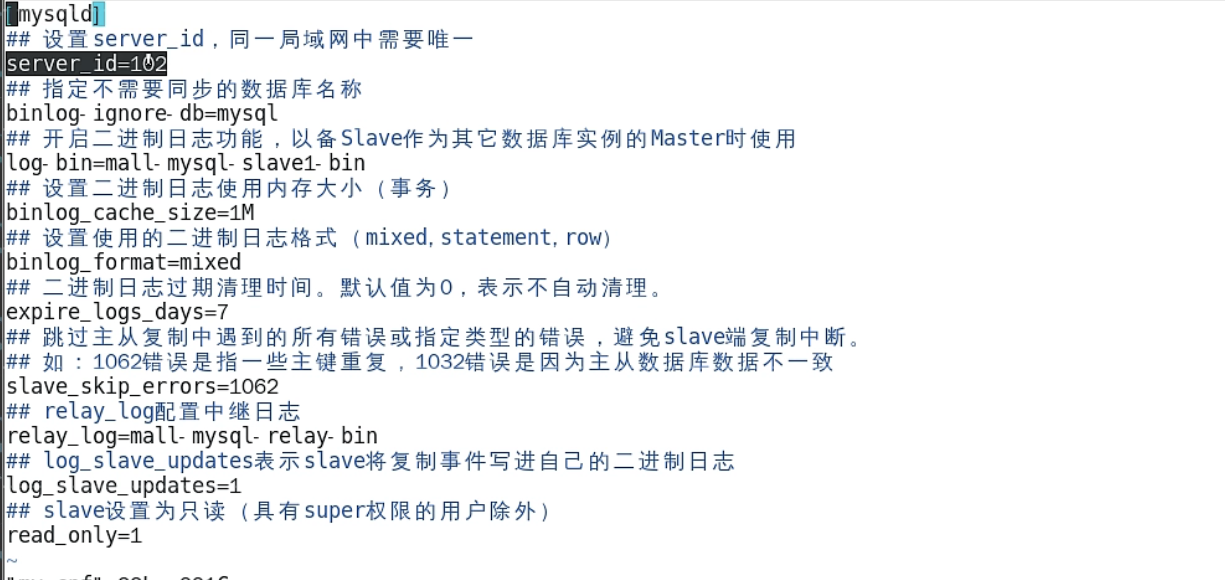 [mysqld]
## 设置server_id，同一局域网中需要唯一
server_id=102
## 指定不需要同步的数据库名称
binlog-ignore-db=mysql
## 开启二进制日志功能，以备Slave作为其它数据库实例的Master时使用
log-bin=mall-mysql-slave1-bin
## 设置二进制日志使用内存大小（事务）
binlog_cache_size=1M
## 设置使用的二进制日志格式（mixed,statement,row）
binlog_format=mixed
## 二进制日志过期清理时间。默认值为0，表示不自动清理。
expire_logs_days=7
## 跳过主从复制中遇到的所有错误或指定类型的错误，避免slave端复制中断。
## 如：1062错误是指一些主键重复，1032错误是因为主从数据库数据不一致
slave_skip_errors=1062
## relay_log配置中继日志
relay_log=mall-mysql-relay-bin
## log_slave_updates表示slave将复制事件写进自己的二进制日志
log_slave_updates=1
## slave设置为只读（具有super权限的用户除外）
read_only=1
~